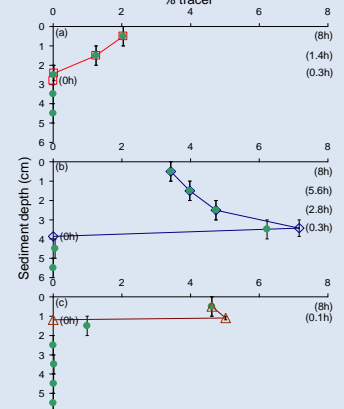 % tracer
0 2 4 6 8
0 (a) (8h)
1 (1.4h)
2 (0.3h)
3 (0h)
4
5
6
0 2 4 6 8
Sediment depth (cm)
0 (b) (8h)
1 (5.6h)
2 (2.8h)
3 (0.3h)
4 (0h)
5
6
0 2 4 6 8
0 (c) (8h)
1 (0h) (0.1h)
2
3
4
5